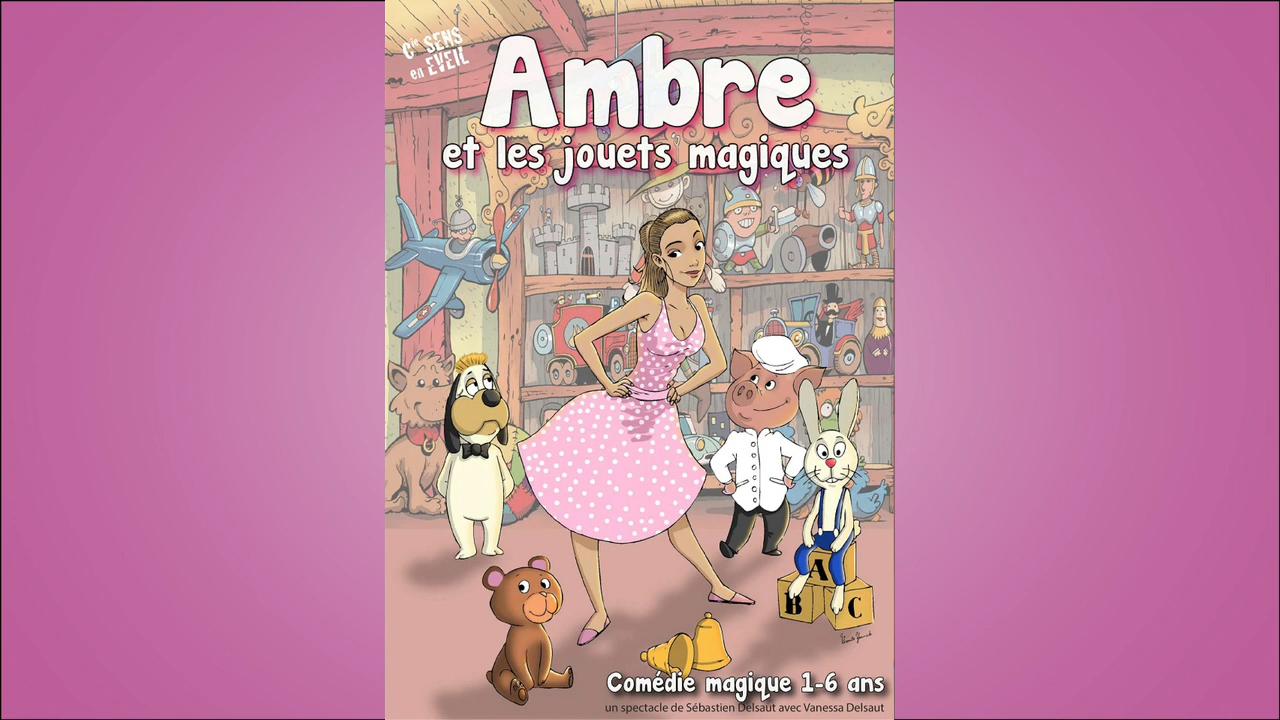 Cie SENS
en EVEIL
Ambre
et les jouets magiques
A
B C
Comédie magique 1-6 ans
un spectacle de Sébastien Delsaut avec Vanessa Delsaut